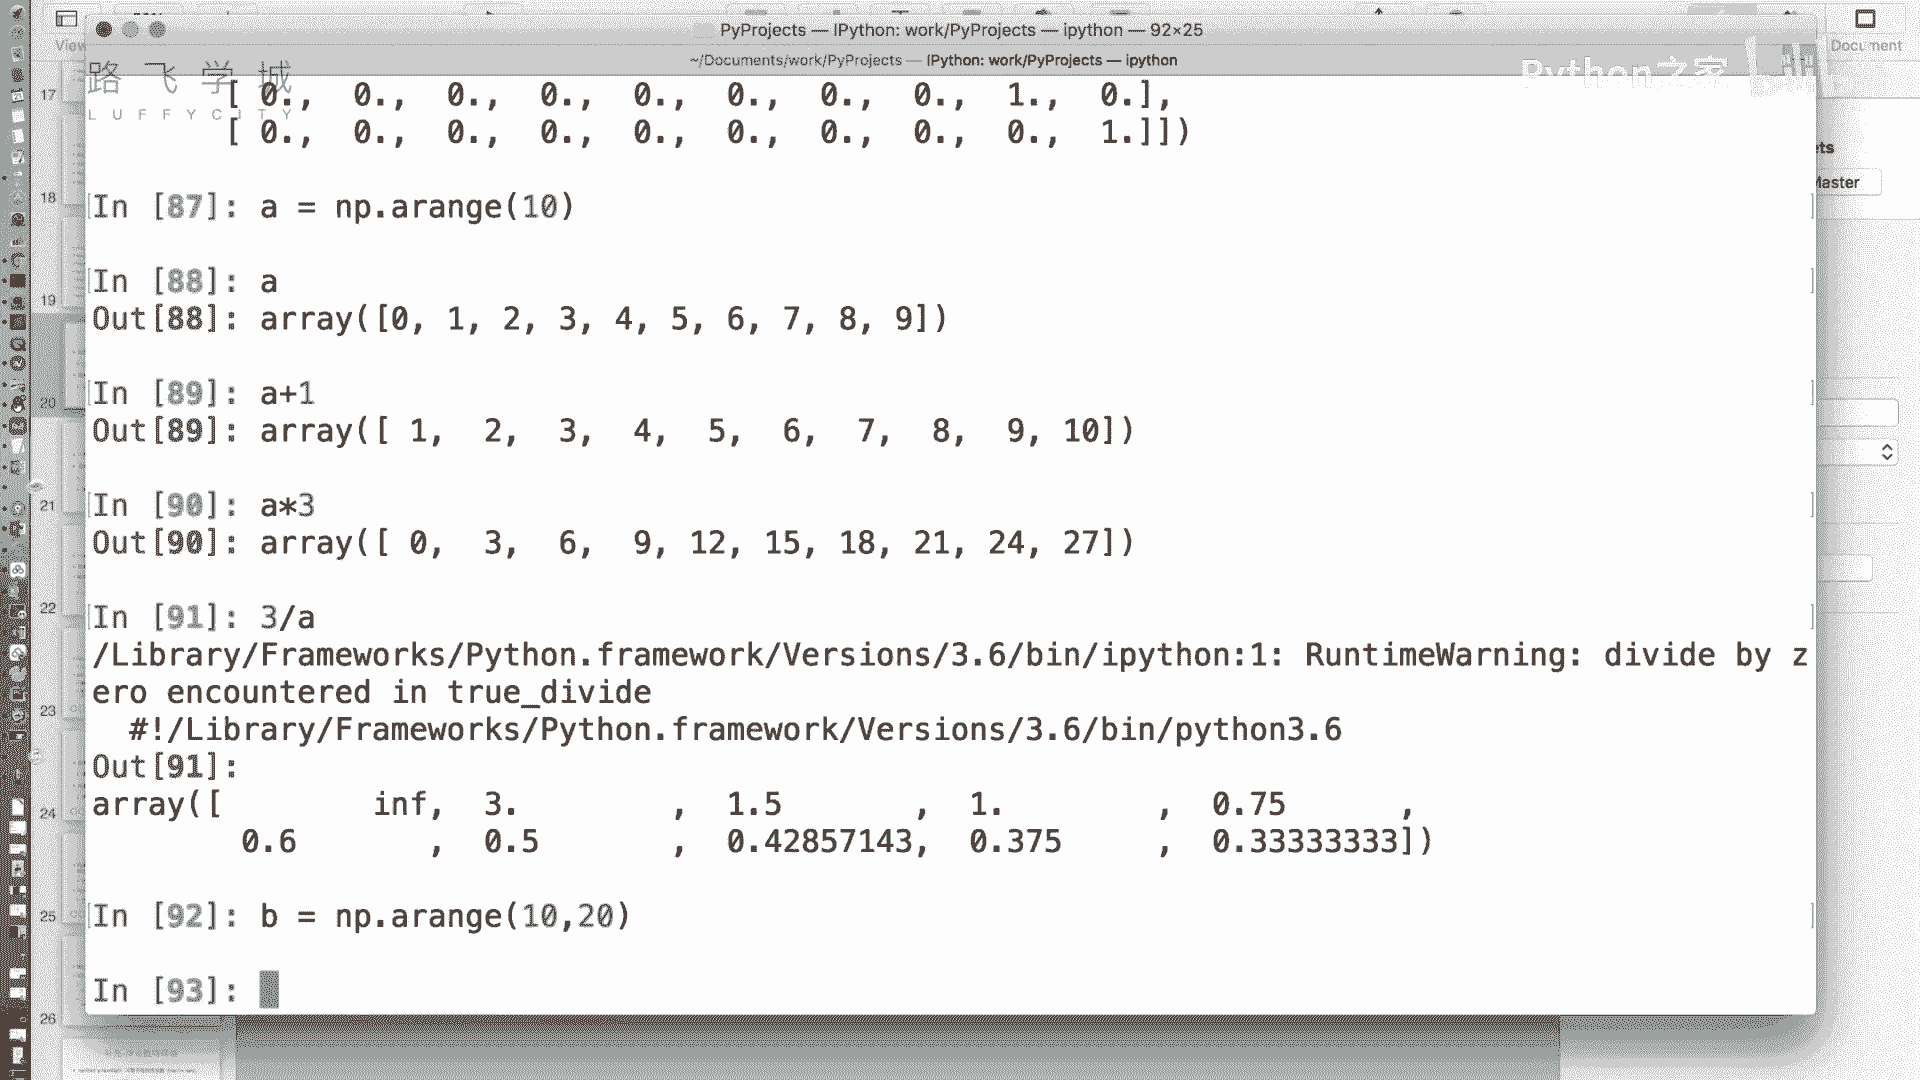 PyProjects — IPython: work/PyProjects — ipython — 92×25
~/Documents/work/PyProjects — IPython: work/PyProjects — ipython
View
Document
路飞学城
LUFFYCITY
Python之家
[ 0., 0., 0., 0., 0., 0., 0., 0., 1., 0.],
[ 0., 0., 0., 0., 0., 0., 0., 0., 0., 1.]])
In [87]: a = np.arange(10)
In [88]: a
Out[88]: array([0, 1, 2, 3, 4, 5, 6, 7, 8, 9])
In [89]: a+1
Out[89]: array([ 1, 2, 3, 4, 5, 6, 7, 8, 9, 10])
In [90]: a*3
Out[90]: array([ 0, 3, 6, 9, 12, 15, 18, 21, 24, 27])
In [91]: 3/a
/Library/Frameworks/Python.framework/Versions/3.6/bin/ipython:1: RuntimeWarning: divide by z
ero encountered in true_divide
#!/Library/Frameworks/Python.framework/Versions/3.6/bin/python3.6
Out[91]:
array([ inf, 3. , 1.5 , 1. , 0.75 ,
0.6 , 0.5 , 0.42857143, 0.375 , 0.33333333])
In [92]: b = np.arange(10,20)
In [93]:
17
18
19
20
21
22
23
24
25
26